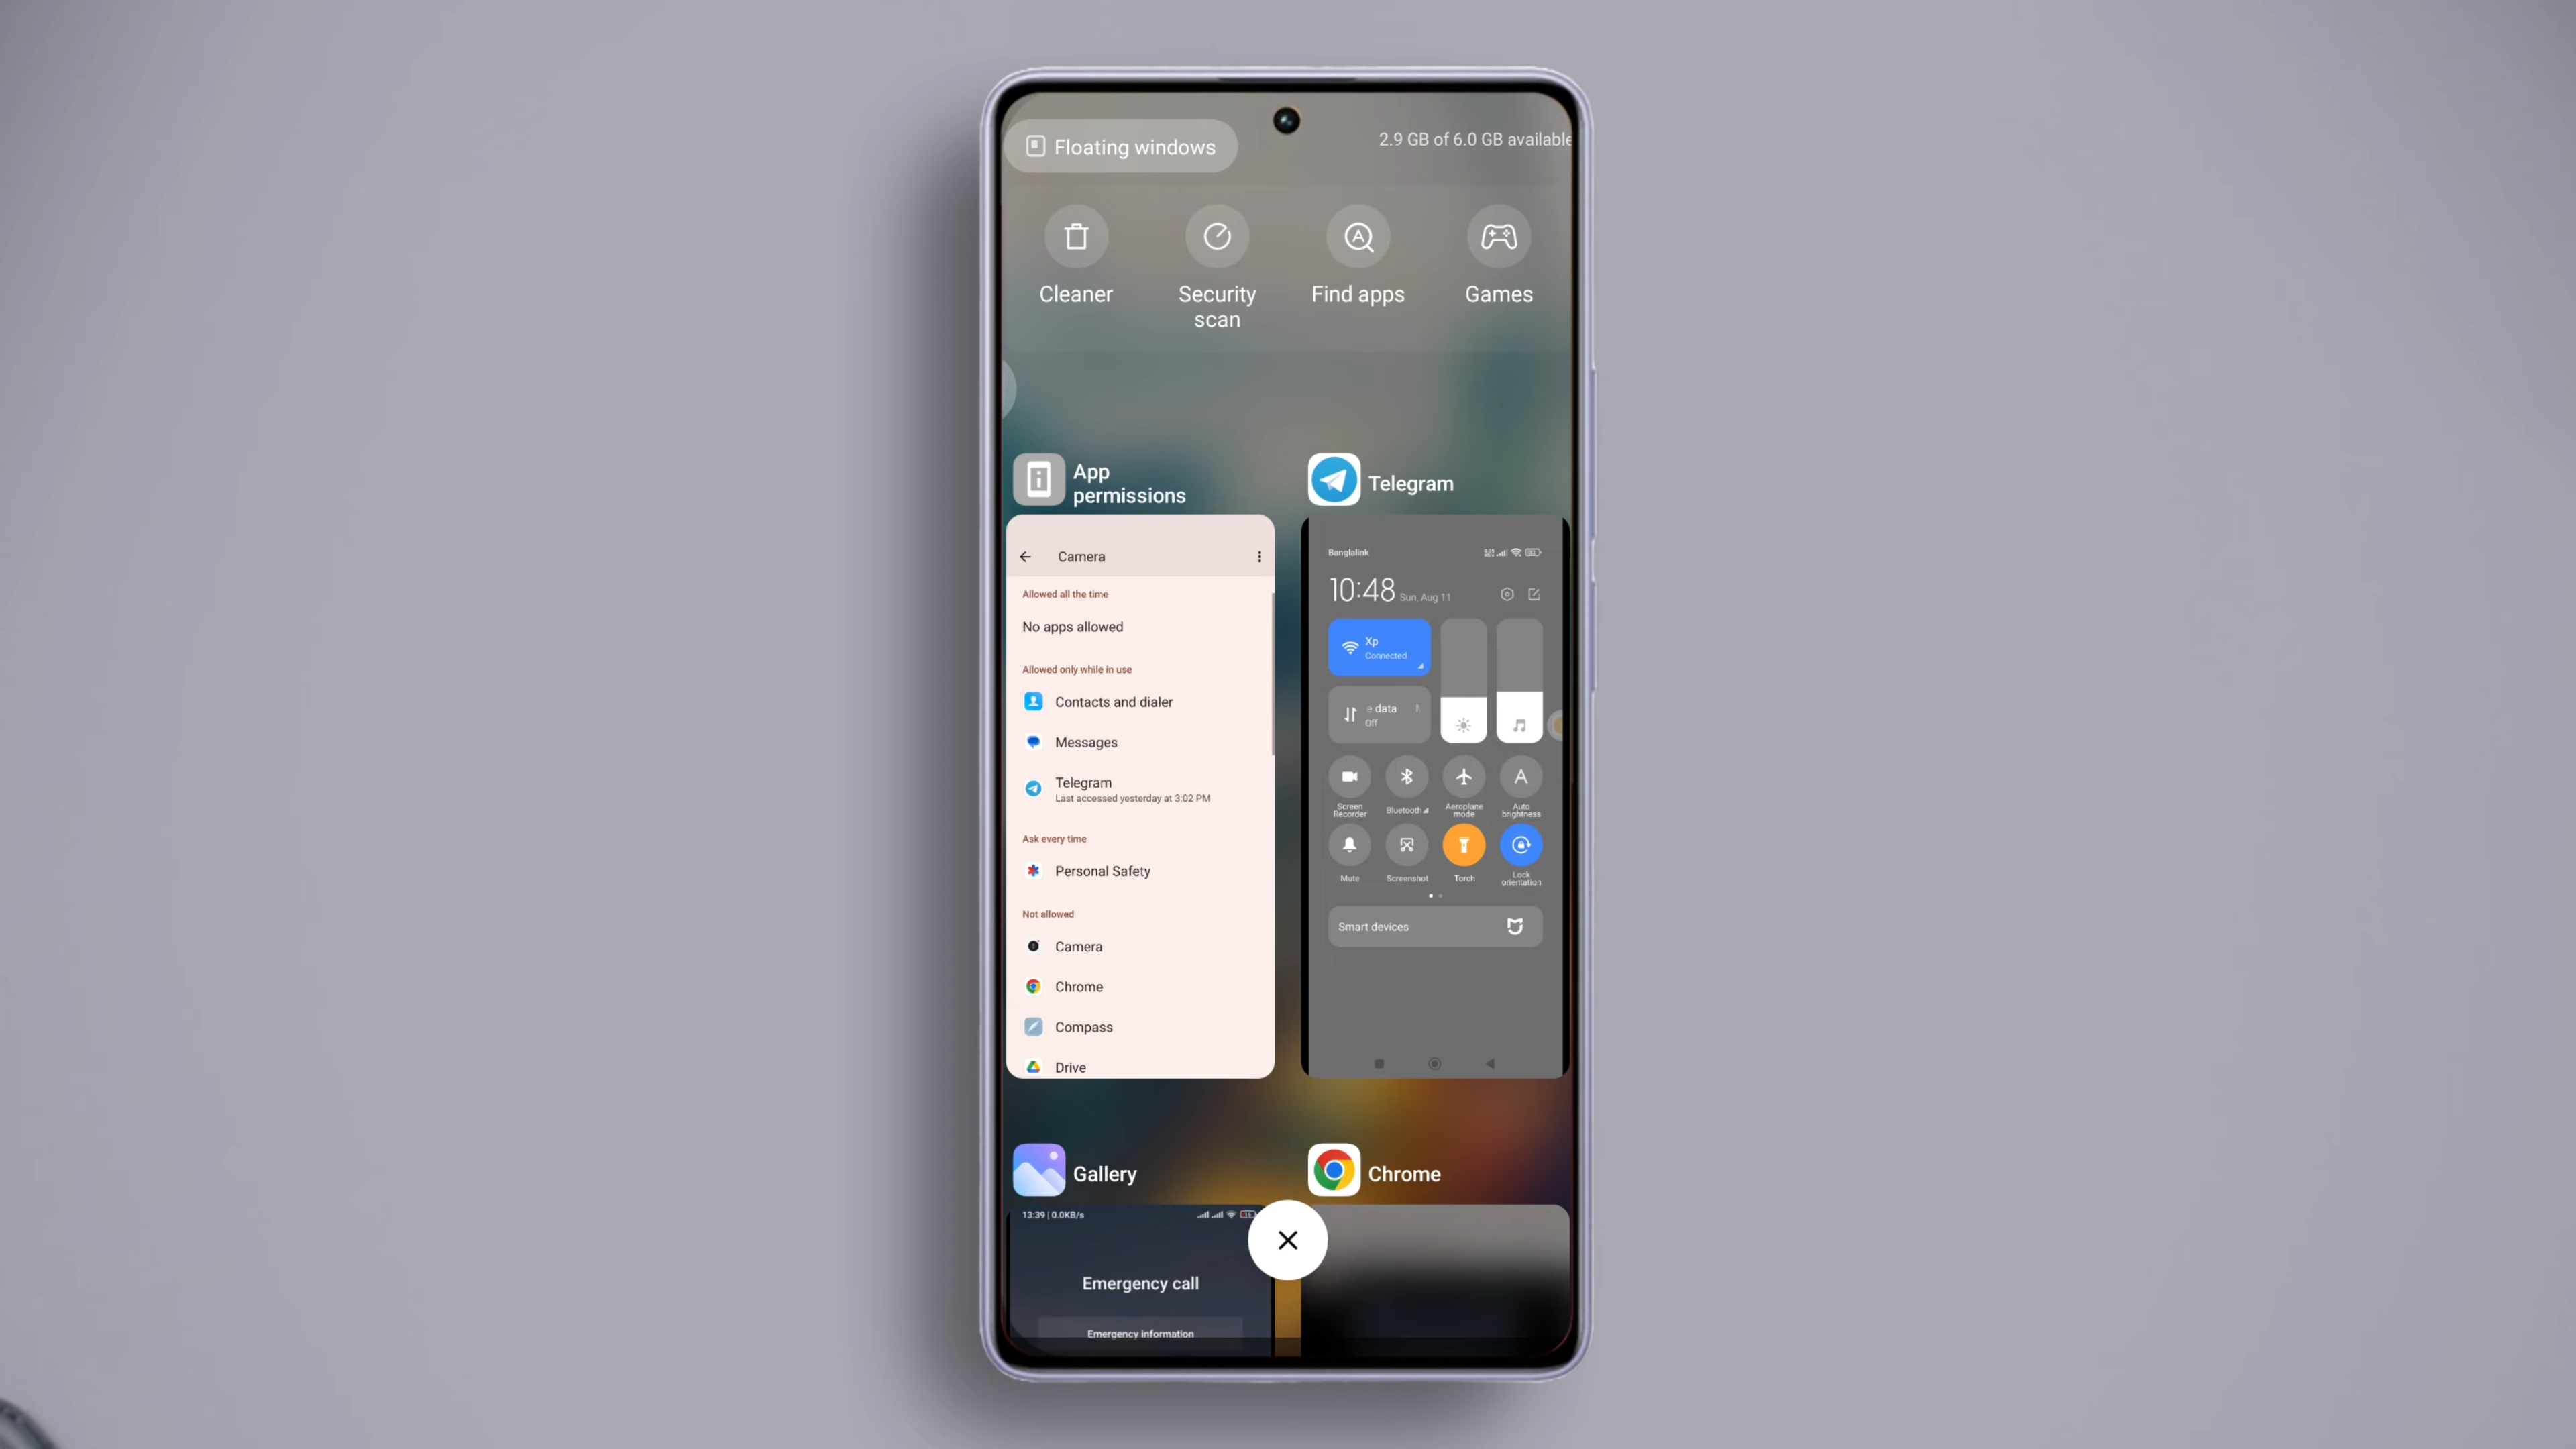 Floating windows
2.9 GB of 6.0 GB available
Cleaner
Security
scan
Find apps
Games
App
permissions
Camera
Allowed all the time
No apps allowed
Allowed only while in use
Contacts and dialer
Messages
Telegram
Last accessed yesterday at 3:02 PM
Ask every time
Personal Safety
Not allowed
Camera
Chrome
Compass
Drive
Telegram
Banglalink
10:48 Sun, Aug 11
Xp
Connected
e data
Off
Screen
Recorder
Bluetooth
Aeroplane
mode
A
Auto
brightness
Mute
Screenshot
Torch
Lock
orientation
Smart devices
Gallery
13:39 | 0.0KB/s
Emergency call
Emergency information
Chrome